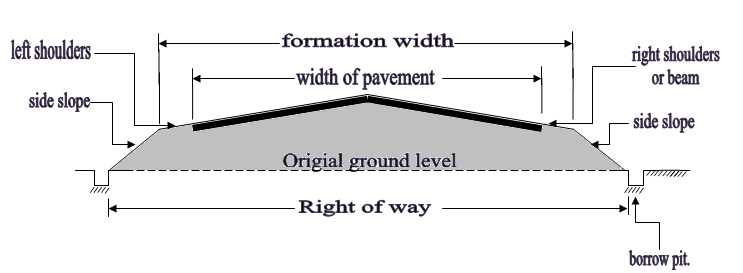 formation width
left shoulders
right shoulders
or beam
width of pavement
side slope
side slope
Origial ground level
Right of way
borrow pit.